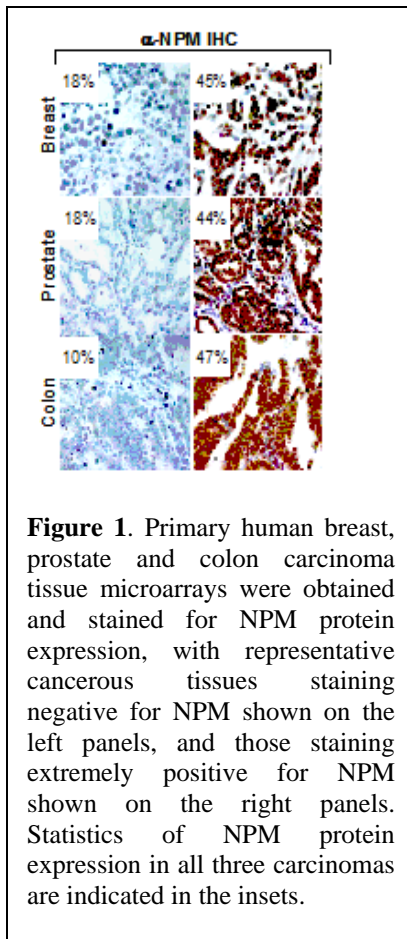 α-NPM IHC
18% 45%
Breast
18% 44%
Prostate
10% 47%
Colon
Figure 1. Primary human breast,
prostate and colon carcinoma
tissue microarrays were obtained
and stained for NPM protein
expression, with representative
cancerous tissues staining
negative for NPM shown on the
left panels, and those staining
extremely positive for NPM
shown on the right panels.
Statistics of NPM protein
expression in all three carcinomas
are indicated in the insets.